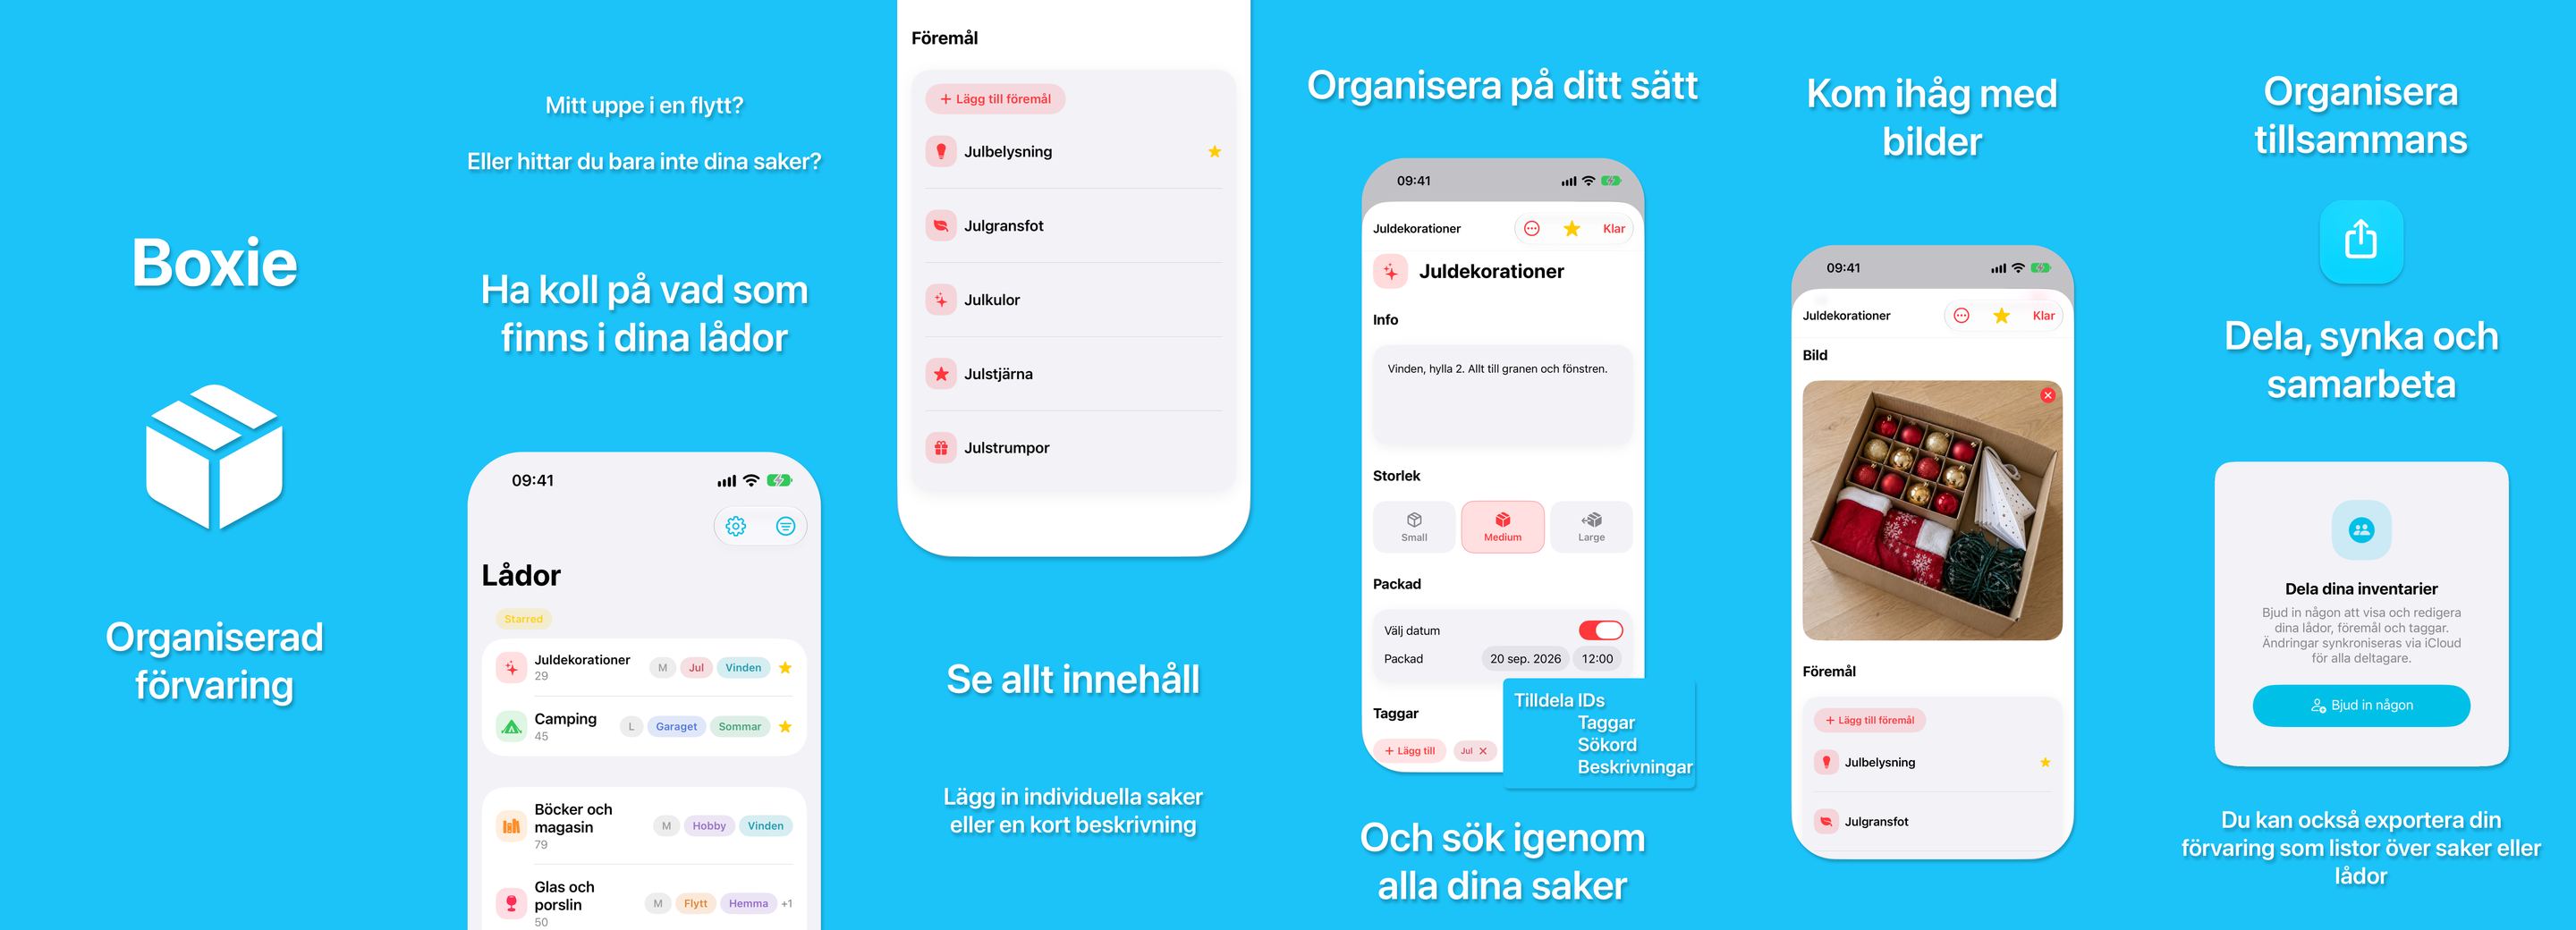 Boxie
Organiserad
förvaring
Mitt uppe i en flytt?
Eller hittar du bara inte dina saker?
Ha koll på vad som
finns i dina lådor
09:41
Lådor
Starred
Juldekorationer
29
M
Jul
Vinden
Camping
45
L
Garaget
Sommar
Böcker och
magasin
79
M
Hobby
Vinden
Glas och
porslin
50
M
Flytt
Hemma
+1
Föremål
+ Lägg till föremål
Julbelysning
Julgransfot
Julkulor
Julstjärna
Julstrumpor
Se allt innehåll
Lägg in individuella saker
eller en kort beskrivning
Organisera på ditt sätt
09:41
Juldekorationer
Klar
Juldekorationer
Info
Vinden, hylla 2. Allt till granen och fönstren.
Storlek
Small
Medium
Large
Packad
Välj datum
Packad
20 sep. 2026
12:00
Taggar
+ Lägg till
Jul ×
Tilldela IDs
Taggar
Sökord
Beskrivningar
Och sök igenom
alla dina saker
Kom ihåg med
bilder
09:41
Juldekorationer
Klar
Bild
Föremål
+ Lägg till föremål
Julbelysning
Julgransfot
Organisera
tillsammans
Dela, synka och
samarbeta
Dela dina inventarier
Bjud in någon att visa och redigera
dina lådor, föremål och taggar.
Ändringar synkroniseras via iCloud
för alla deltagare.
Bjud in någon
Du kan också exportera din
förvaring som listor över saker eller
lådor